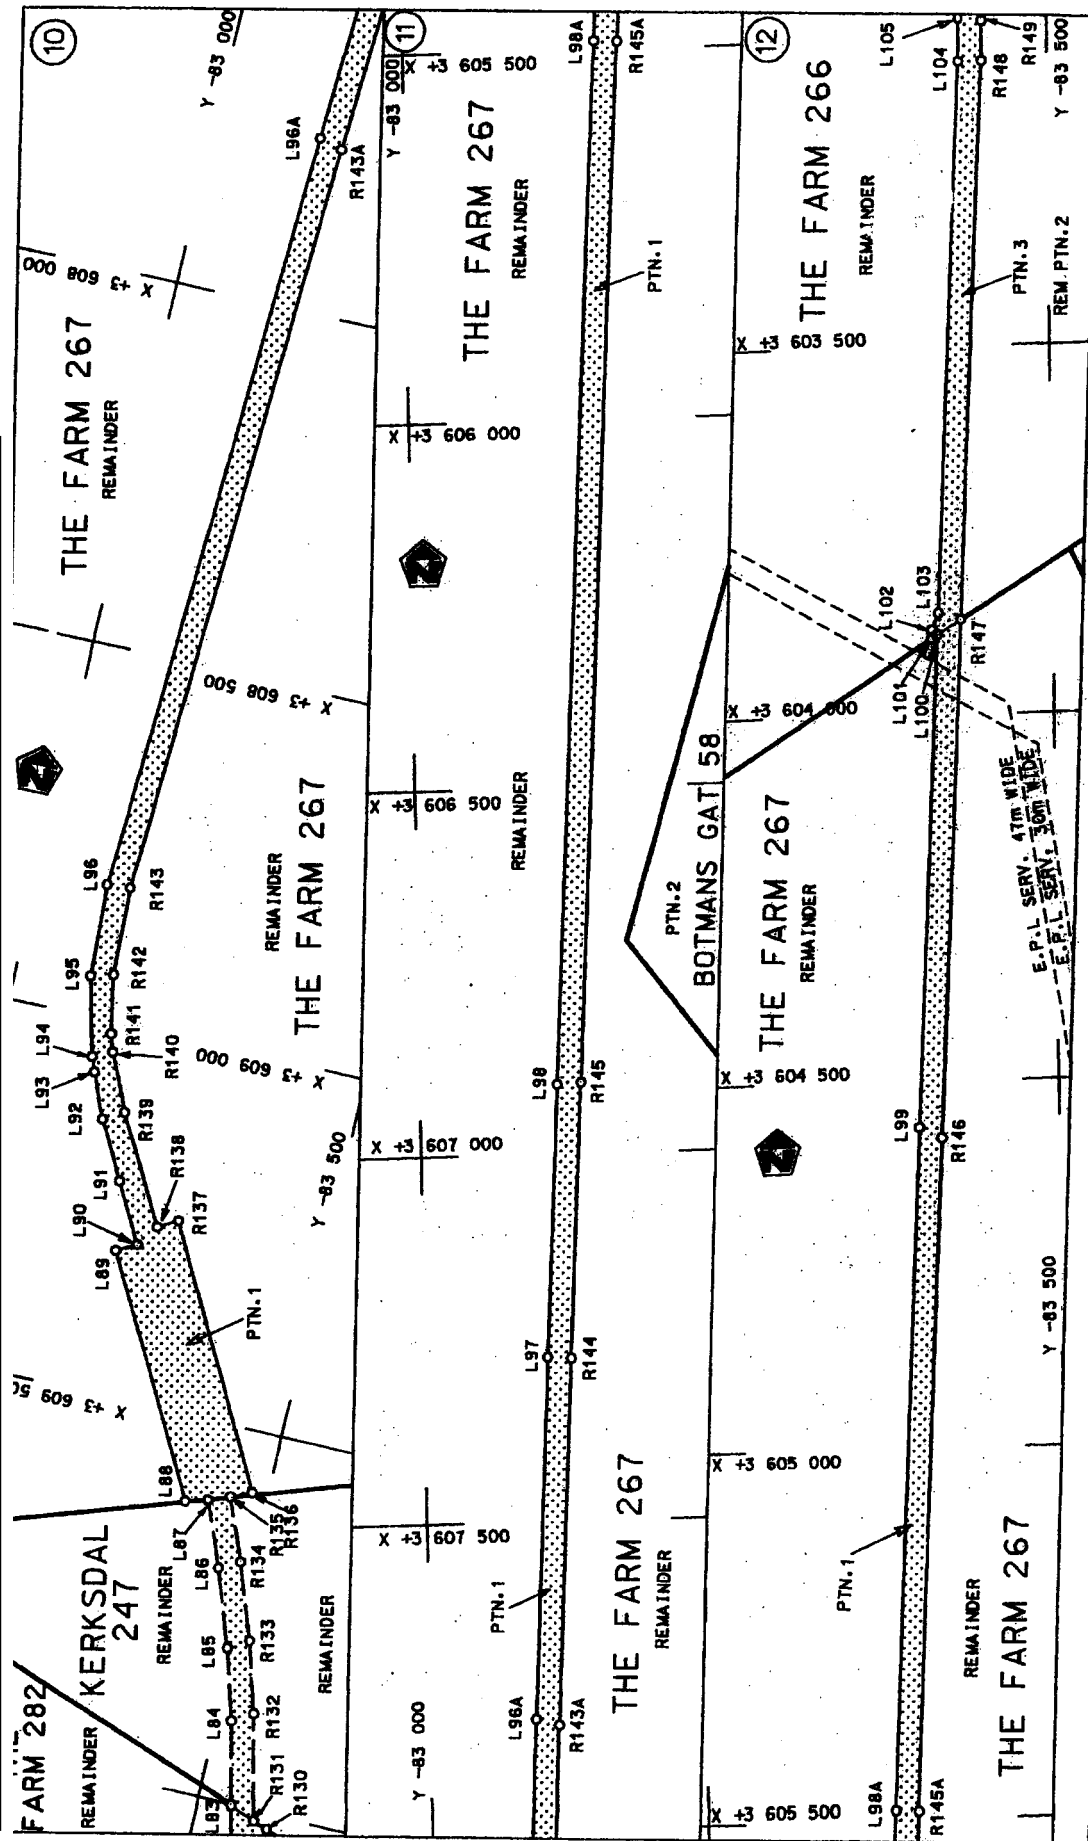 10
Y -83 000
L96A
R143A
X +3 608 000
THE FARM 267
REMAINDER
X +3 608 500
L96
R143
L95
R142
L94
R141
L93
R140
L92
R139
L91
R138
L90
R137
L89
REMAINDER
THE FARM 267
X +3 609 000
Y -83 500
PTN.1
X +3 609 50
L88
L87
R136
R135
L86
R134
L85
R133
L84
R132
L83
R131
R130
KERKSDAL
247
REMAINDER
REMAINDER
FARM 282
REMAINDER
11
Y -83 000
X +3 605 500
L98A
R145A
THE FARM 267
REMAINDER
PTN.1
X +3 606 000
X +3 606 500
REMAINDER
PTN.2
BOTMANS GAT 58
L98
R145
X +3 607 000
L97
R144
X +3 607 500
PTN.1
THE FARM 267
REMAINDER
L96A
R143A
Y -83 000
12
L105
L104
R149
R148
Y -83 500
THE FARM 266
REMAINDER
PTN.3
REM.PTN.2
X +3 603 500
L103
L102
L101
L100
R147
X +3 604 000
E.P.L SERV. 47m WIDE
E.P.L SERV. 30m WIDE
THE FARM 267
REMAINDER
X +3 604 500
L99
R146
Y -83 500
X +3 605 000
PTN.1
REMAINDER
THE FARM 267
X +3 605 500
L98A
R145A